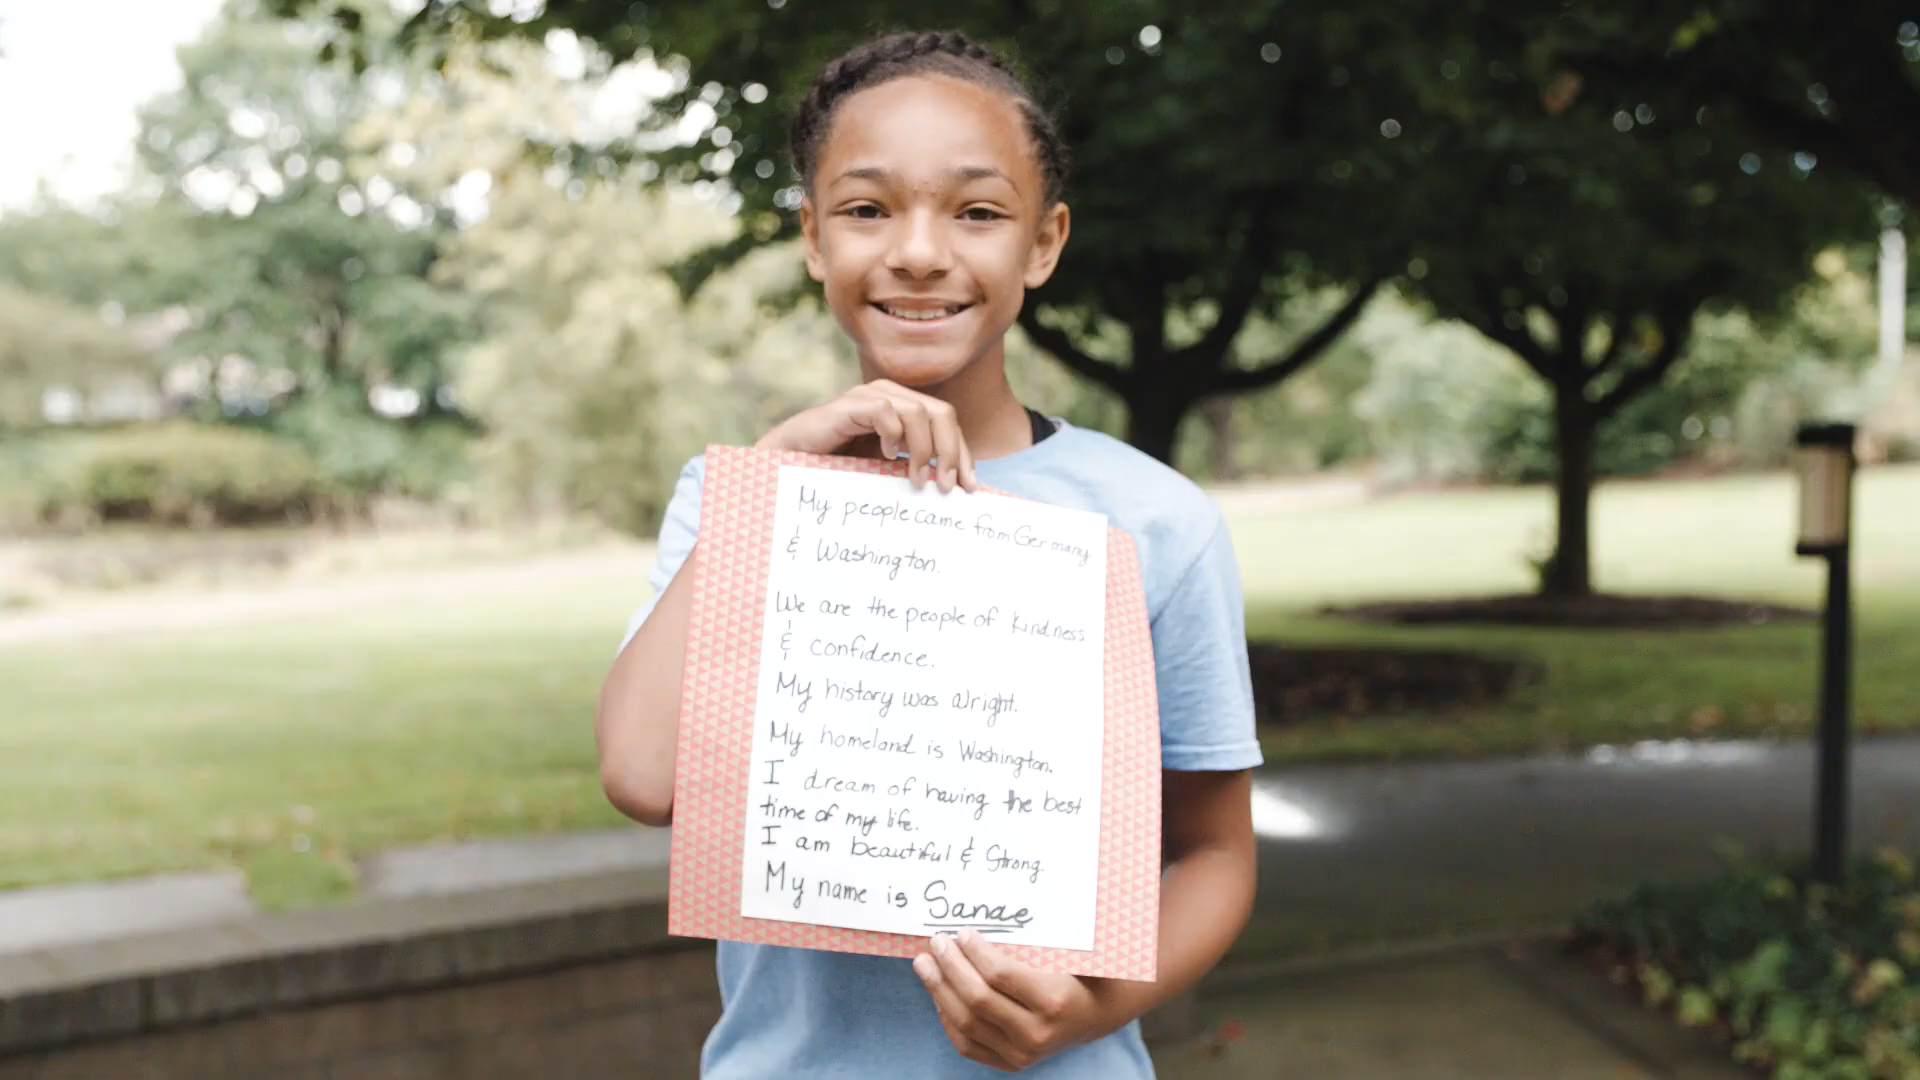 My people came from Germany
& Washington.
We are the people of kindness
& confidence.
My history was alright.
My homeland is Washington.
I dream of having the best
time of my life.
I am beautiful & Strong.
My name is Sanae